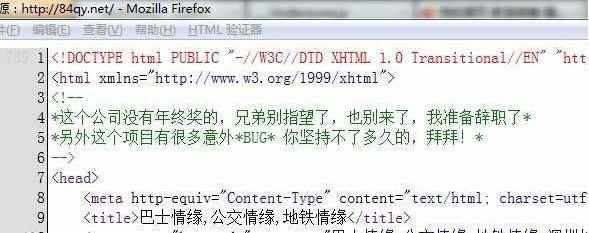 源：http://84qy.net/ - Mozilla Firefox
件(F) 编辑(E) 查看(V) 帮助(H) HTML 验证器
1 <!DOCTYPE html PUBLIC "-//W3C//DTD XHTML 1.0 Transitional//EN" "htt
2 <html xmlns="http://www.w3.org/1999/xhtml">
3 <!--
4 *这个公司没有年终奖的，兄弟别指望了，也别来了，我准备辞职了*
5 *另外这个项目有很多意外*BUG* 你坚持不了多久的，拜拜！*
6 -->
7 <head>
8 <meta http-equiv="Content-Type" content="text/html; charset=utf
9 <title>巴士情缘,公交情缘,地铁情缘</title>